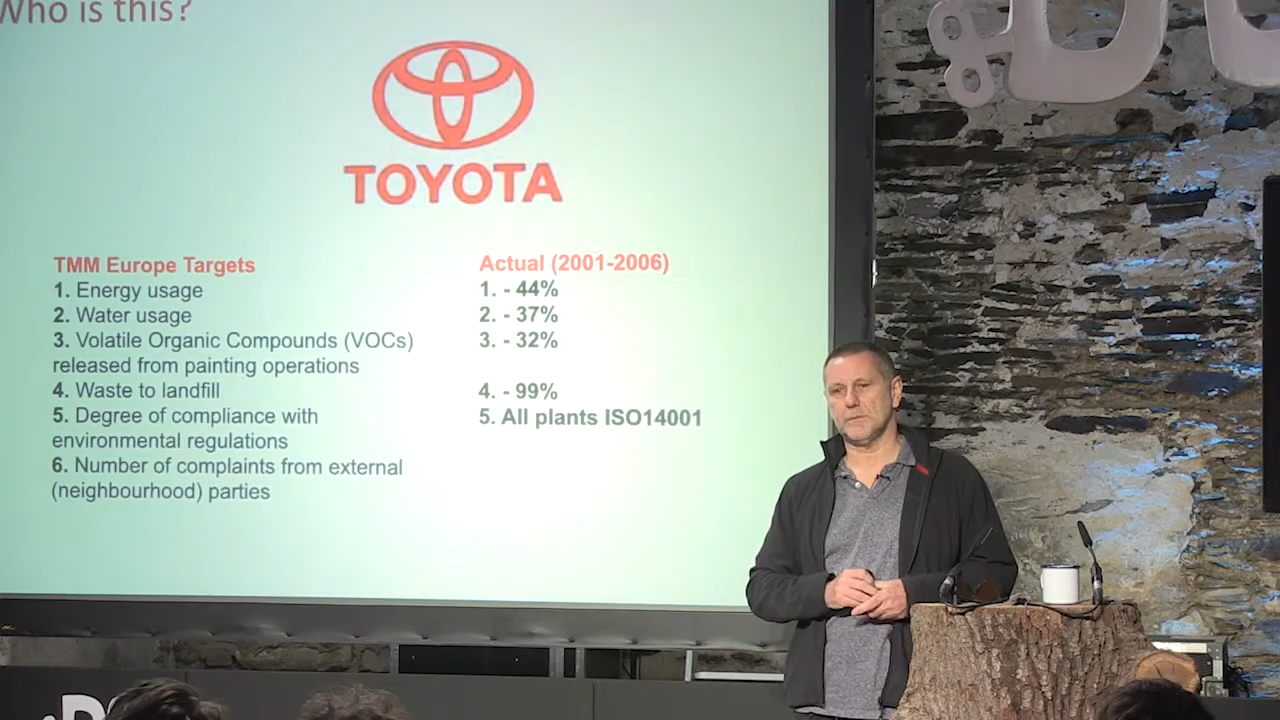 Who is this?
TOYOTA
TMM Europe Targets
Actual (2001-2006)
1. Energy usage
1. - 44%
2. Water usage
2. - 37%
3. Volatile Organic Compounds (VOCs)
3. - 32%
released from painting operations
4. Waste to landfill
4. - 99%
5. Degree of compliance with
5. All plants ISO14001
environmental regulations
6. Number of complaints from external
(neighbourhood) parties